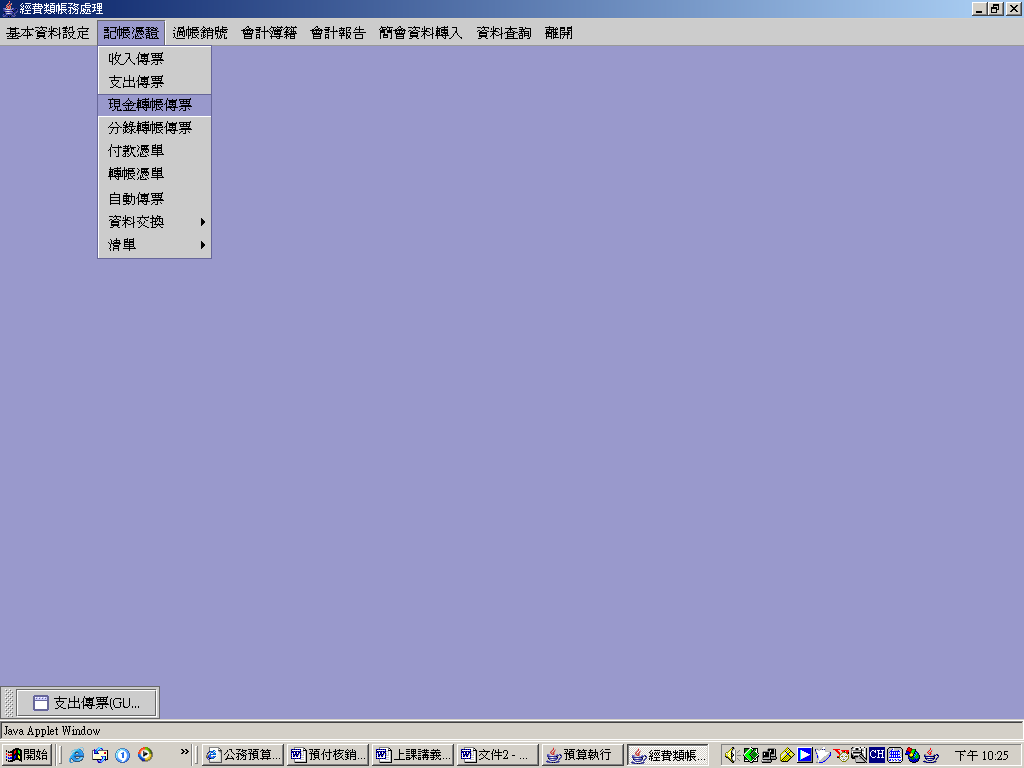 經費類帳務處理
基本資料設定 記帳憑證 過帳銷號 會計簿籍 會計報告 簡會資料轉入 資料查詢 離開
收入傳票
支出傳票
現金轉帳傳票
分錄轉帳傳票
付款憑單
轉帳憑單
自動傳票
資料交換
清單
支出傳票(GU...
Java Applet Window
開始 » 公務預算... 預付核銷... 上課講義... 文件2 - ... 預算執行 經費類帳... CH 下午 10:25